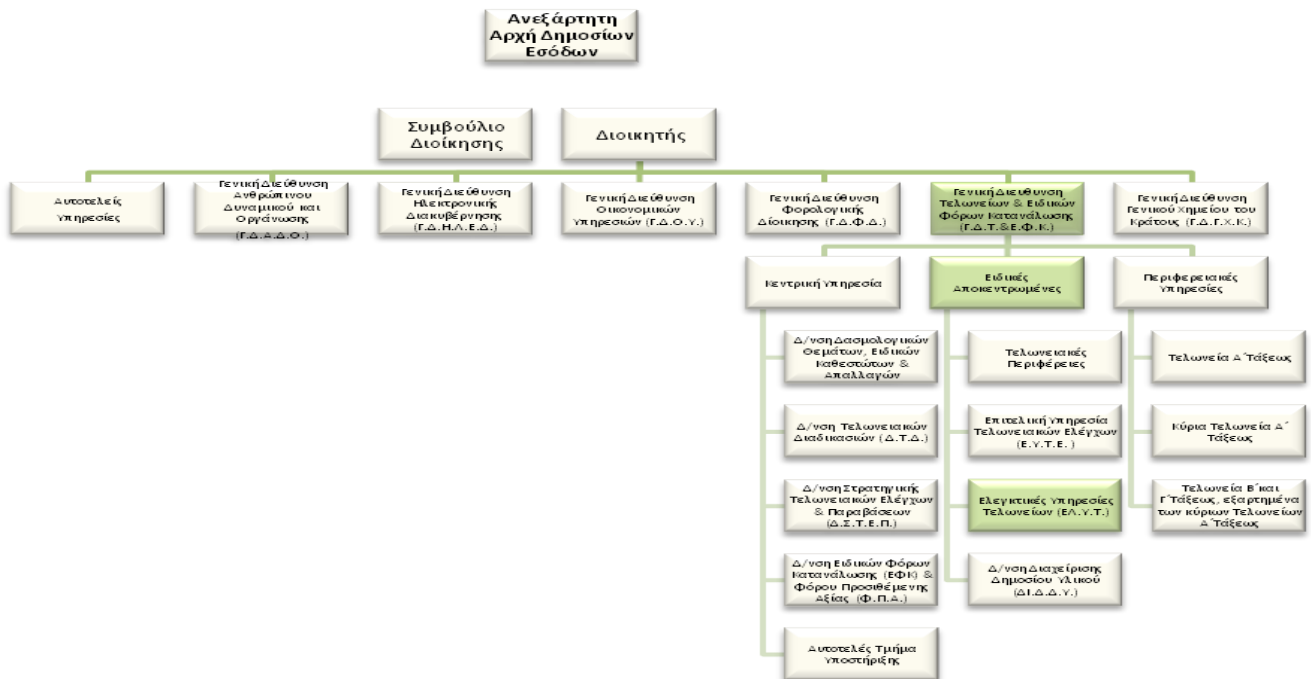 Ανεξάρτητη
Αρχή Δημοσίων
Εσόδων
Συμβούλιο
Διοίκησης
Διοικητής
Αυτοτελείς
Υπηρεσίες
Γενική Διεύθυνση
Ανθρώπινου
Δυναμικού και
Οργάνωσης
(Γ.Δ.Α.Δ.Ο.)
Γενική Διεύθυνση
Ηλεκτρονικής
Διακυβέρνησης
(Γ.Δ.Η.Λ.Ε.Δ.)
Γενική Διεύθυνση
Οικονομικών
Υπηρεσιών (Γ.Δ.Ο.Υ.)
Γενική Διεύθυνση
Φορολογικής
Δίοικησης (Γ.Δ.Φ.Δ.)
Γενική Διευθυνση
Τελωνείων & Ειδικών
Φόρων Κατανάλωσης
(Γ.Δ.Τ.&Ε.Φ.Κ.)
Γενική Διεύθυνση
Γενικού Χημείου του
Κράτους (Γ.Δ.Γ.Χ.Κ.)
Κεντρική Υπηρεσία
Ειδικές
Αποκεντρωμένες
Περιφερειακές
Υπηρεσίες
Δ/νση Δασμολογικών
Θεμάτων, Ειδικών
Καθεστώτων &
Απαλλαγών
Δ/νση Τελωνειακών
Διαδικασιών (Δ.Τ.Δ.)
Δ/νση Στρατηγικής
Τελωνειακών Ελέγχων
& Παραβάσεων
(Δ.Σ.Τ.Ε.Π.)
Δ/νση Ειδικών Φόρων
Κατανάλωσης (ΕΦΚ) &
Φόρου Προστιθέμενης
Αξίας (Φ.Π.Α.)
Αυτοτελές Τμήμα
Υποστήριξης
Τελωνειακές
Περιφέρειες
Επιτελική Υπηρεσία
Τελωνειακών Ελέγχων
(Ε.Υ.Τ.Ε.)
Ελεγκτικές Υπηρεσίες
Τελωνείων (ΕΛ.Υ.Τ.)
Δ/νση Διαχείρισης
Δημοσίου Υλικού
(ΔΙ.Δ.Δ.Υ.)
Τελωνεία Α΄Τάξεως
Κύρια Τελωνεία Α΄
Τάξεως
Τελωνεία Β΄και
Γ΄Τάξεως, εξαρτημένα
των κύριων Τελωνείων
Α΄Τάξεως